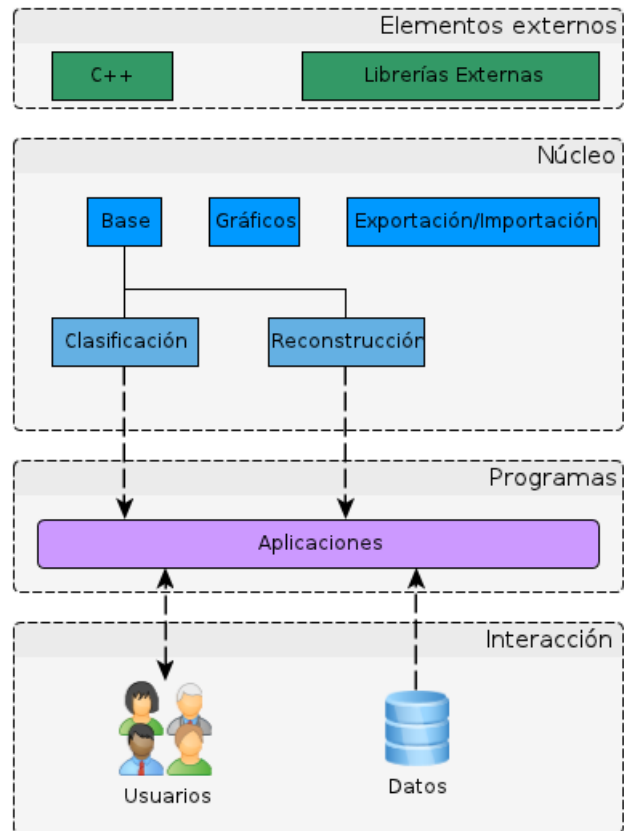 Elementos externos
C++
Librerías Externas
Núcleo
Base
Gráficos
Exportación/Importación
Clasificación
Reconstrucción
Programas
Aplicaciones
Interacción
Usuarios
Datos